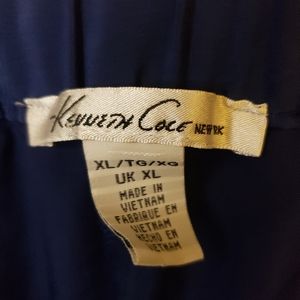 Kenneth Cole NEW YORK
XL/TG/XG
UK XL
MADE IN
VIETNAM
FABRIQUE EN
VIETNAM
HECHO EN
VIETNAM